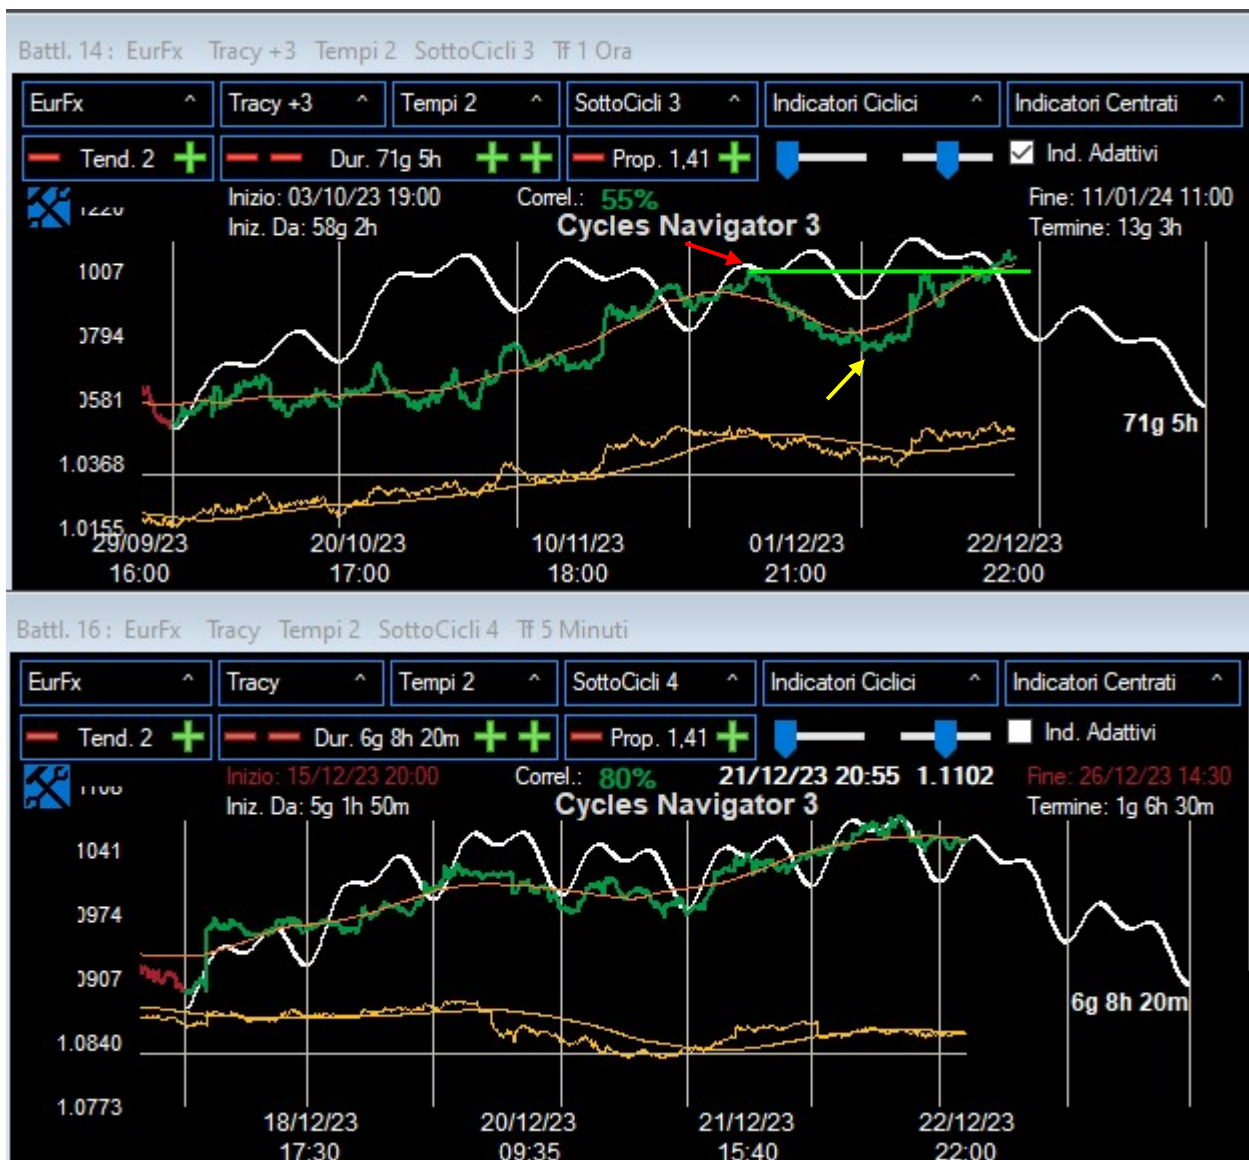 Battl. 14 : EurFx Tracy +3 Tempi 2 SottoCicli 3 Tf 1 Ora
EurFx ^ Tracy +3 ^ Tempi 2 ^ SottoCicli 3 ^ Indicatori Ciclici ^ Indicatori Centrati ^
Tend. 2 Dur. 71g 5h Prop. 1,41 Ind. Adattivi
Inizio: 03/10/23 19:00 Correl.: 55% Fine: 11/01/24 11:00
Iniz. Da: 58g 2h Cycles Navigator 3 Termine: 13g 3h
1007
0794
0581
71g 5h
1.0368
1.0155
29/09/23 20/10/23 10/11/23 01/12/23 22/12/23
16:00 17:00 18:00 21:00 22:00
Battl. 16 : EurFx Tracy Tempi 2 SottoCicli 4 Tf 5 Minuti
EurFx ^ Tracy ^ Tempi 2 ^ SottoCicli 4 ^ Indicatori Ciclici ^ Indicatori Centrati ^
Tend. 2 Dur. 6g 8h 20m Prop. 1,41 Ind. Adattivi
Inizio: 15/12/23 20:00 Correl.: 80% 21/12/23 20:55 1.1102 Fine: 26/12/23 14:30
Iniz. Da: 5g 1h 50m Cycles Navigator 3 Termine: 1g 6h 30m
1041
0974
0907
6g 8h 20m
1.0840
1.0773
18/12/23 20/12/23 21/12/23 22/12/23
17:30 09:35 15:40 22:00